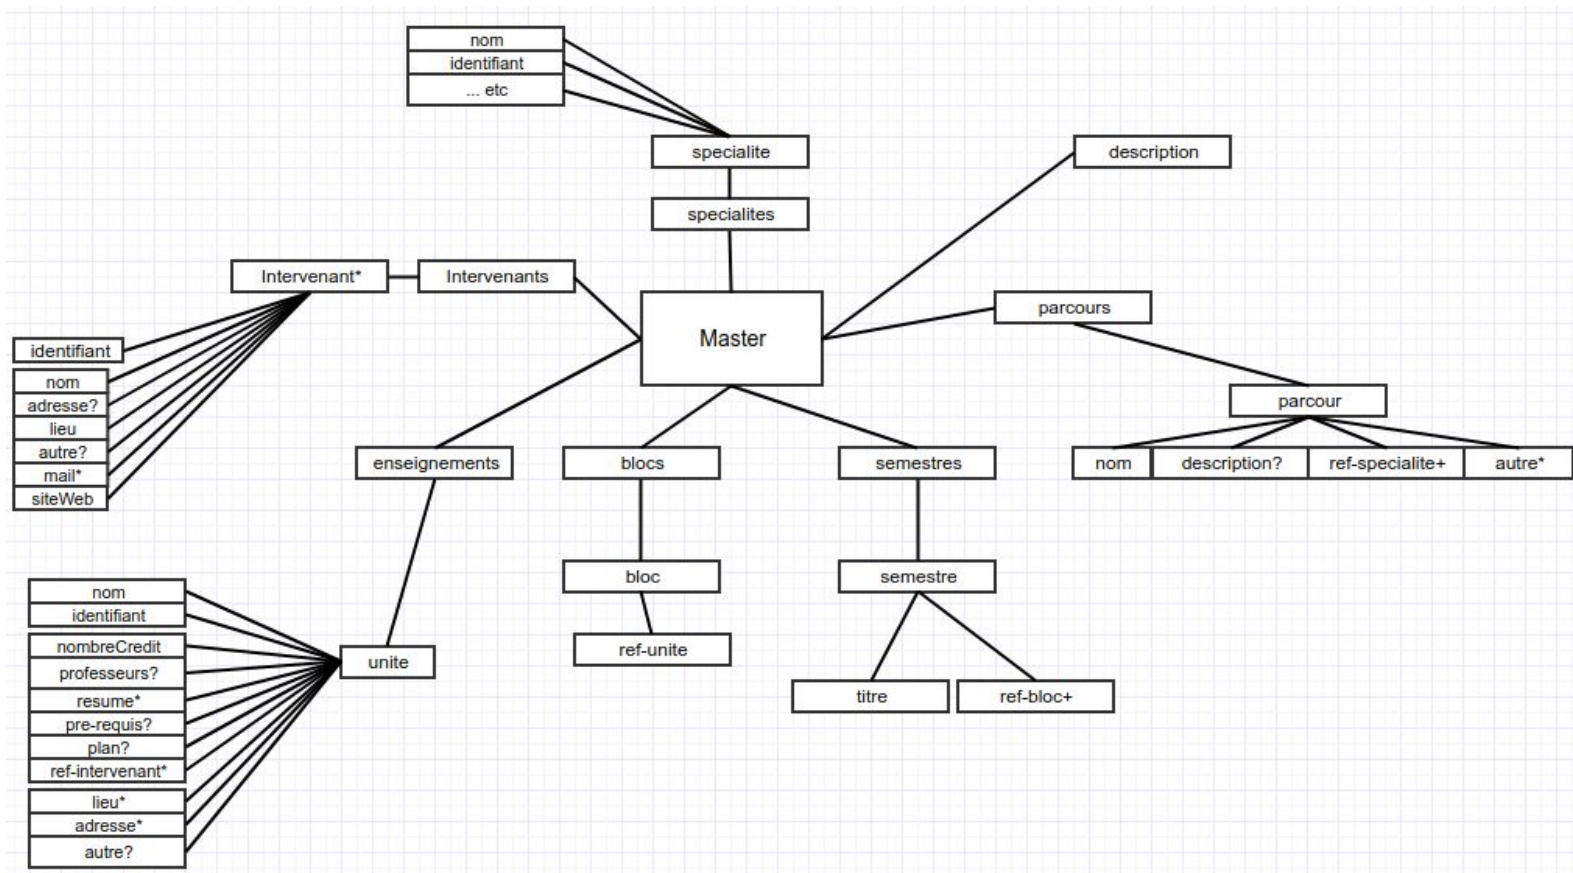 nom
identifiant
... etc
specialite
description
specialites
Intervenant*
Intervenants
Master
parcours
identifiant
nom
adresse?
lieu
autre?
mail*
siteWeb
parcour
enseignements
blocs
semestres
nom
description?
ref-specialite+
autre*
bloc
semestre
nom
identifiant
nombreCredit
professeurs?
resume*
pre-requis?
plan?
ref-intervenant*
lieu*
adresse*
autre?
unite
ref-unite
titre
ref-bloc+